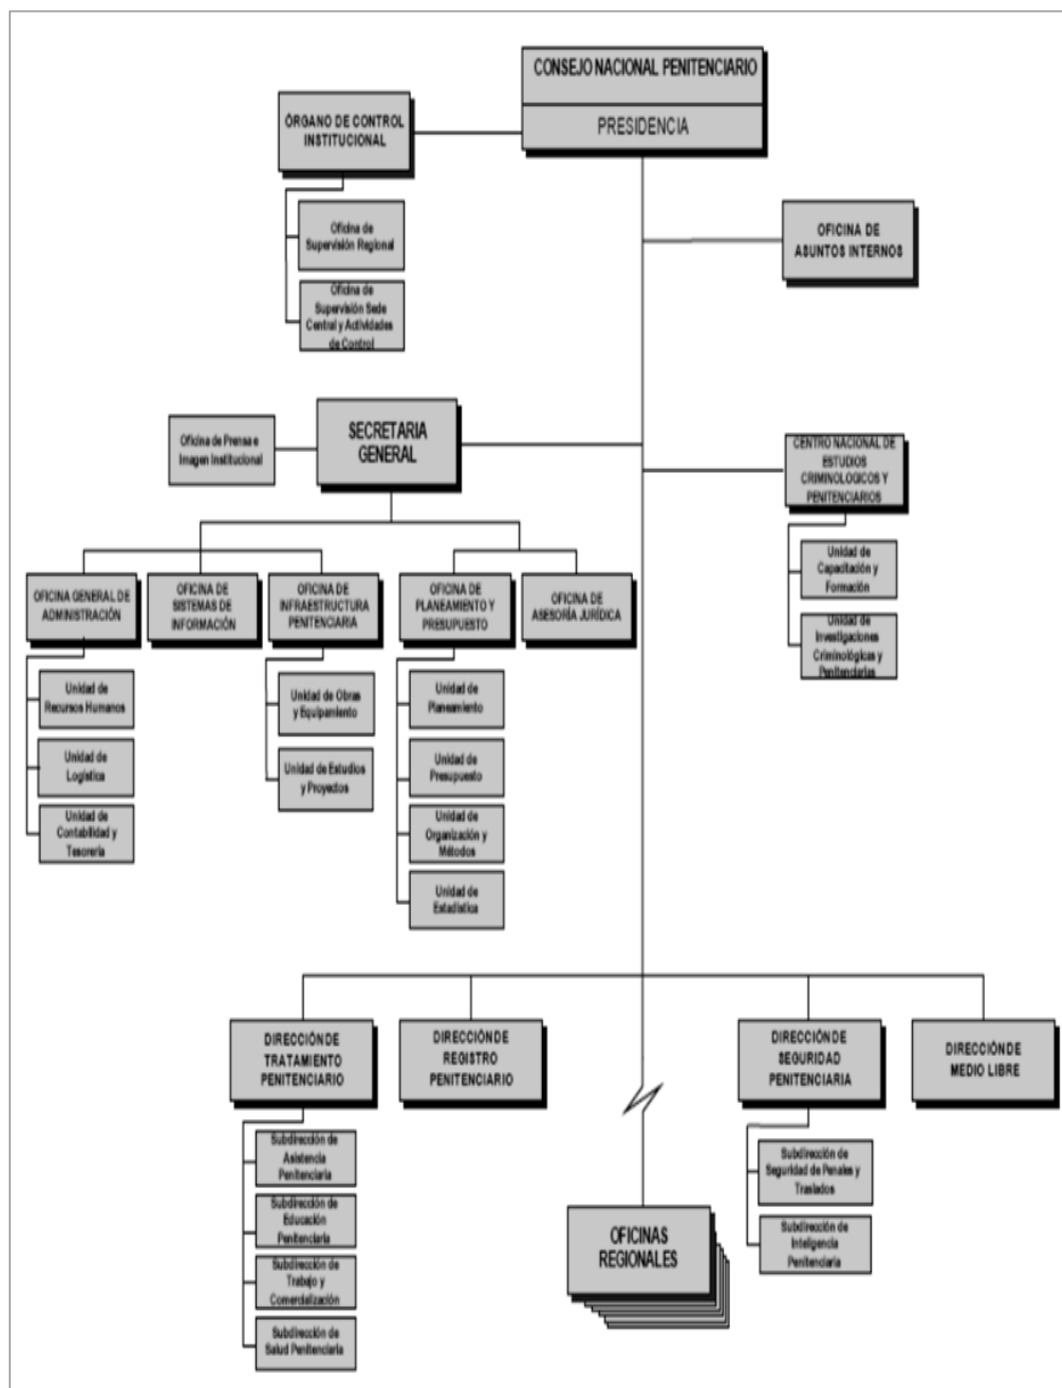 CONSEJO NACIONAL PENITENCIARIO
PRESIDENCIA
ÓRGANO DE CONTROL
INSTITUCIONAL
Oficina de
Supervisión Regional
Oficina de
Supervisión Sede
Central y Actividades
de Control
OFICINA DE
ASUNTOS INTERNOS
Oficina de Prensa e
Imagen Institucional
SECRETARIA
GENERAL
CENTRO NACIONAL DE
ESTUDIOS
CRIMINOLOGICOS Y
PENITENCIARIOS
Unidad de
Capacitación y
Formación
Unidad de
Investigaciones
Criminológicas y
Penitenciarias
OFICINA GENERAL DE
ADMINISTRACIÓN
OFICINA DE
SISTEMAS DE
INFORMACIÓN
OFICINA DE
INFRAESTRUCTURA
PENITENCIARIA
OFICINA DE
PLANEAMIENTO Y
PRESUPUESTO
OFICINA DE
ASESORÍA JURÍDICA
Unidad de
Recursos Humanos
Unidad de
Logística
Unidad de
Contabilidad y
Tesorería
Unidad de Obras
y Equipamiento
Unidad de Estudios
y Proyectos
Unidad de
Planeamiento
Unidad de
Presupuesto
Unidad de
Organización y
Métodos
Unidad de
Estadística
DIRECCIÓN DE
TRATAMIENTO
PENITENCIARIO
DIRECCIÓN DE
REGISTRO
PENITENCIARIO
DIRECCIÓN DE
SEGURIDAD
PENITENCIARIA
DIRECCIÓN DE
MEDIO LIBRE
Subdirección de
Asistencia
Penitenciaria
Subdirección de
Educación
Penitenciaria
Subdirección de
Trabajo y
Comercialización
Subdirección de
Salud Penitenciaria
OFICINAS
REGIONALES
Subdirección de
Seguridad de Penales y
Traslados
Subdirección de
Inteligencia
Penitenciaria